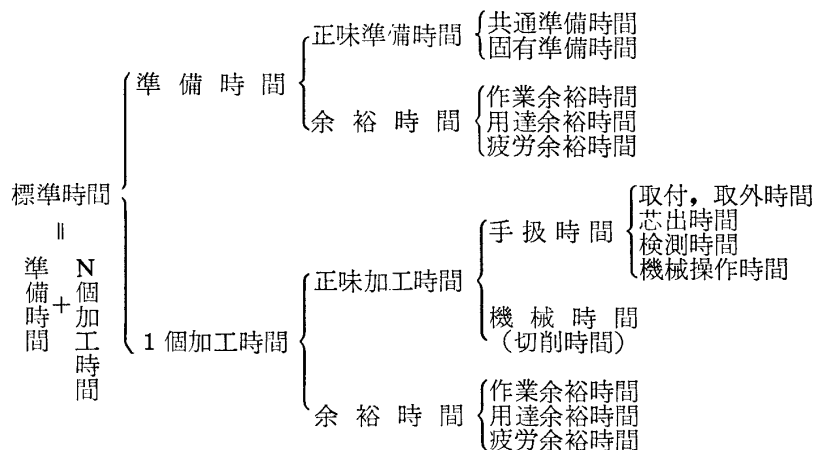 正味準備時間
共通準備時間
固有準備時間
準備時間
余裕時間
作業余裕時間
用達余裕時間
疲労余裕時間
標準時間
＝
準備時間
＋
N個加工時間
1個加工時間
正味加工時間
手扱時間
取付，取外時間
芯出時間
検測時間
機械操作時間
機械時間
（切削時間）
余裕時間
作業余裕時間
用達余裕時間
疲労余裕時間